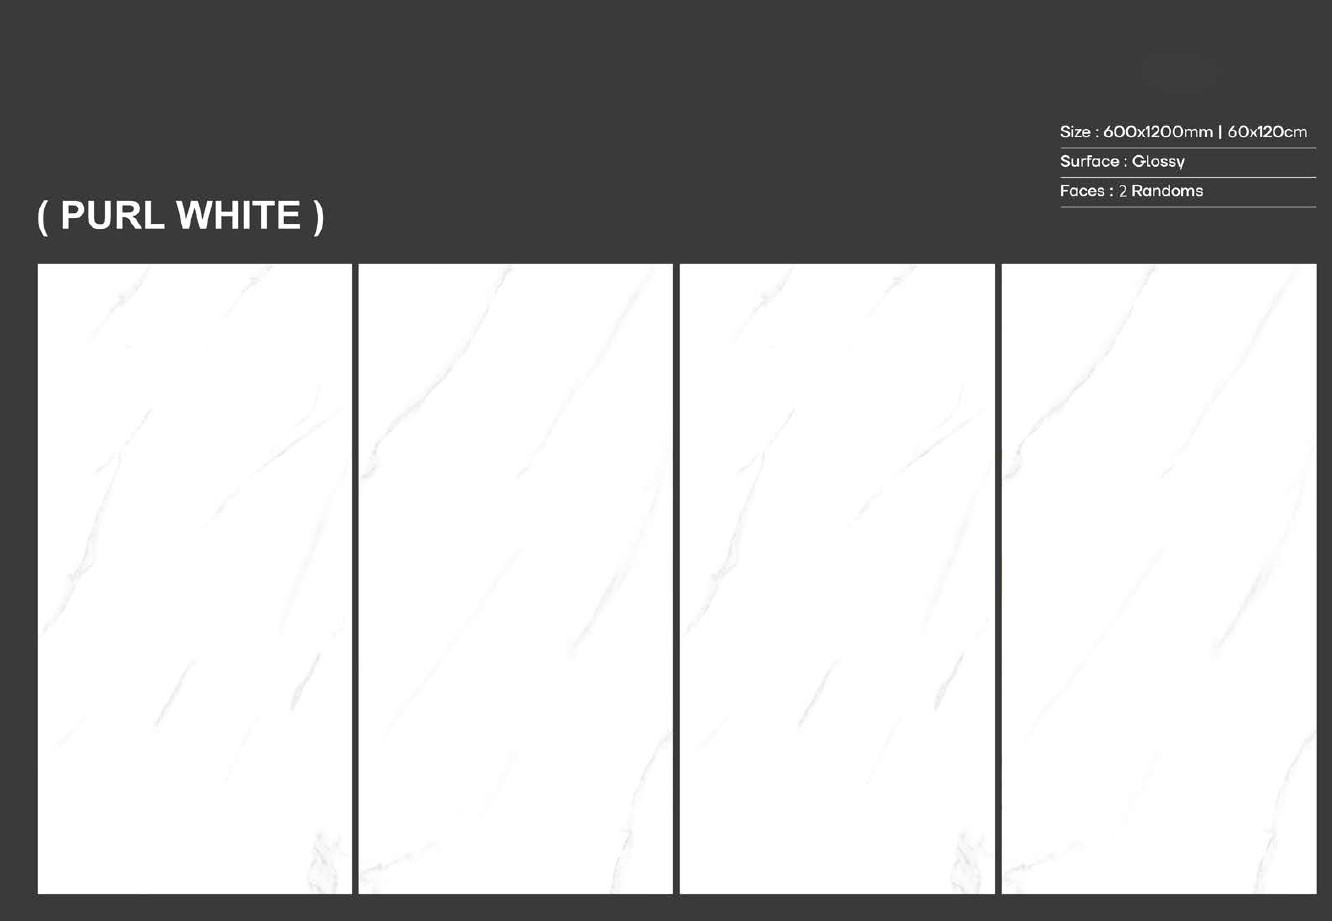 Size : 600x1200mm | 60x120cm
Surface : Glossy
Faces : 2 Randoms
( PURL WHITE )